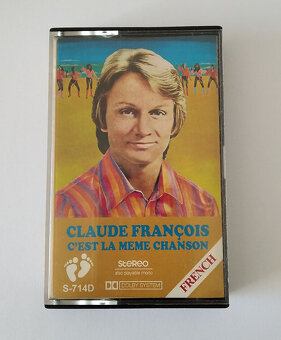 CLAUDE FRANÇOIS
C'EST LA MEME CHANSON
stereo
also playable mono
DOLBY SYSTEM
S-714D
FRENCH